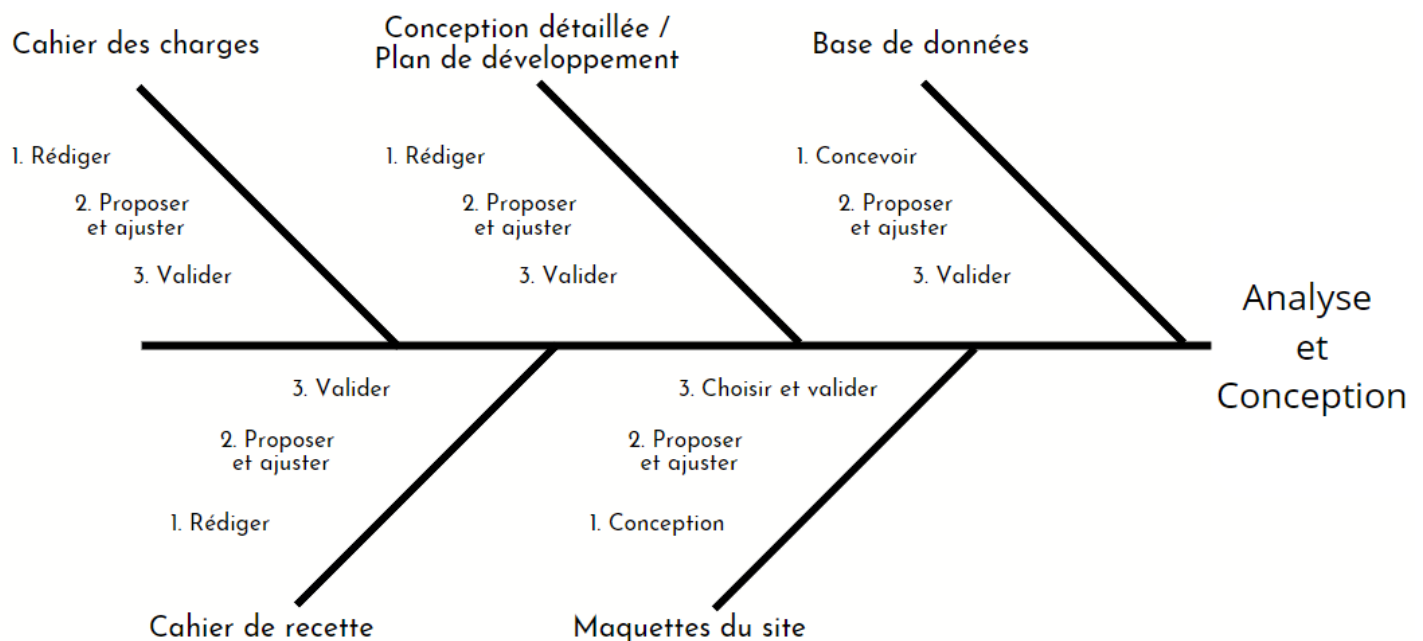 Cahier des charges
Conception détaillée /
Plan de développement
Base de données
1. Rédiger
2. Proposer
et ajuster
3. Valider
1. Rédiger
2. Proposer
et ajuster
3. Valider
1. Concevoir
2. Proposer
et ajuster
3. Valider
Analyse
et
Conception
3. Valider
2. Proposer
et ajuster
1. Rédiger
Cahier de recette
3. Choisir et valider
2. Proposer
et ajuster
1. Conception
Maquettes du site